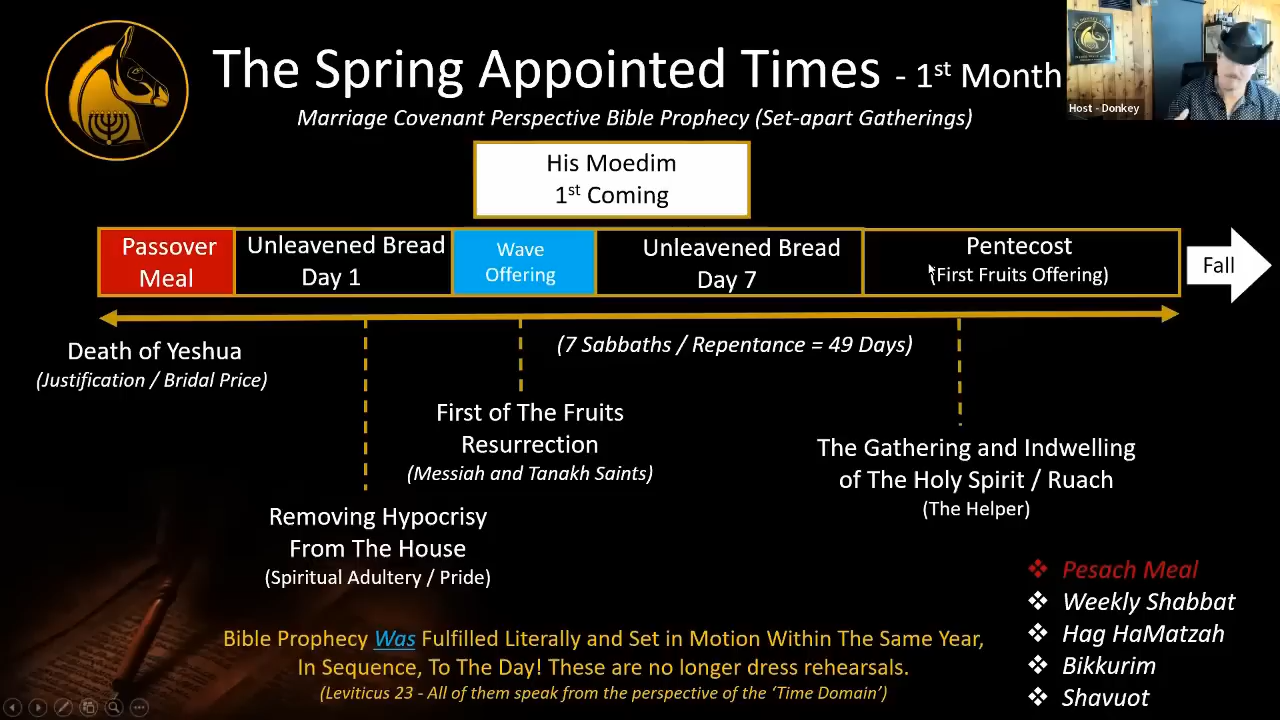 The Spring Appointed Times - 1st Month
Marriage Covenant Perspective Bible Prophecy (Set-apart Gatherings)
Host - Donkey
His Moedim
1st Coming
Passover
Meal
Unleavened Bread
Day 1
Wave
Offering
Unleavened Bread
Day 7
Pentecost
(First Fruits Offering)
Fall
Death of Yeshua
(Justification / Bridal Price)
(7 Sabbaths / Repentance = 49 Days)
First of The Fruits
Resurrection
(Messiah and Tanakh Saints)
The Gathering and Indwelling
of The Holy Spirit / Ruach
(The Helper)
Removing Hypocrisy
From The House
(Spiritual Adultery / Pride)
❖ Pesach Meal
❖ Weekly Shabbat
❖ Hag HaMatzah
❖ Bikkurim
❖ Shavuot
Bible Prophecy Was Fulfilled Literally and Set in Motion Within The Same Year,
In Sequence, To The Day! These are no longer dress rehearsals.
(Leviticus 23 - All of them speak from the perspective of the ‘Time Domain’)